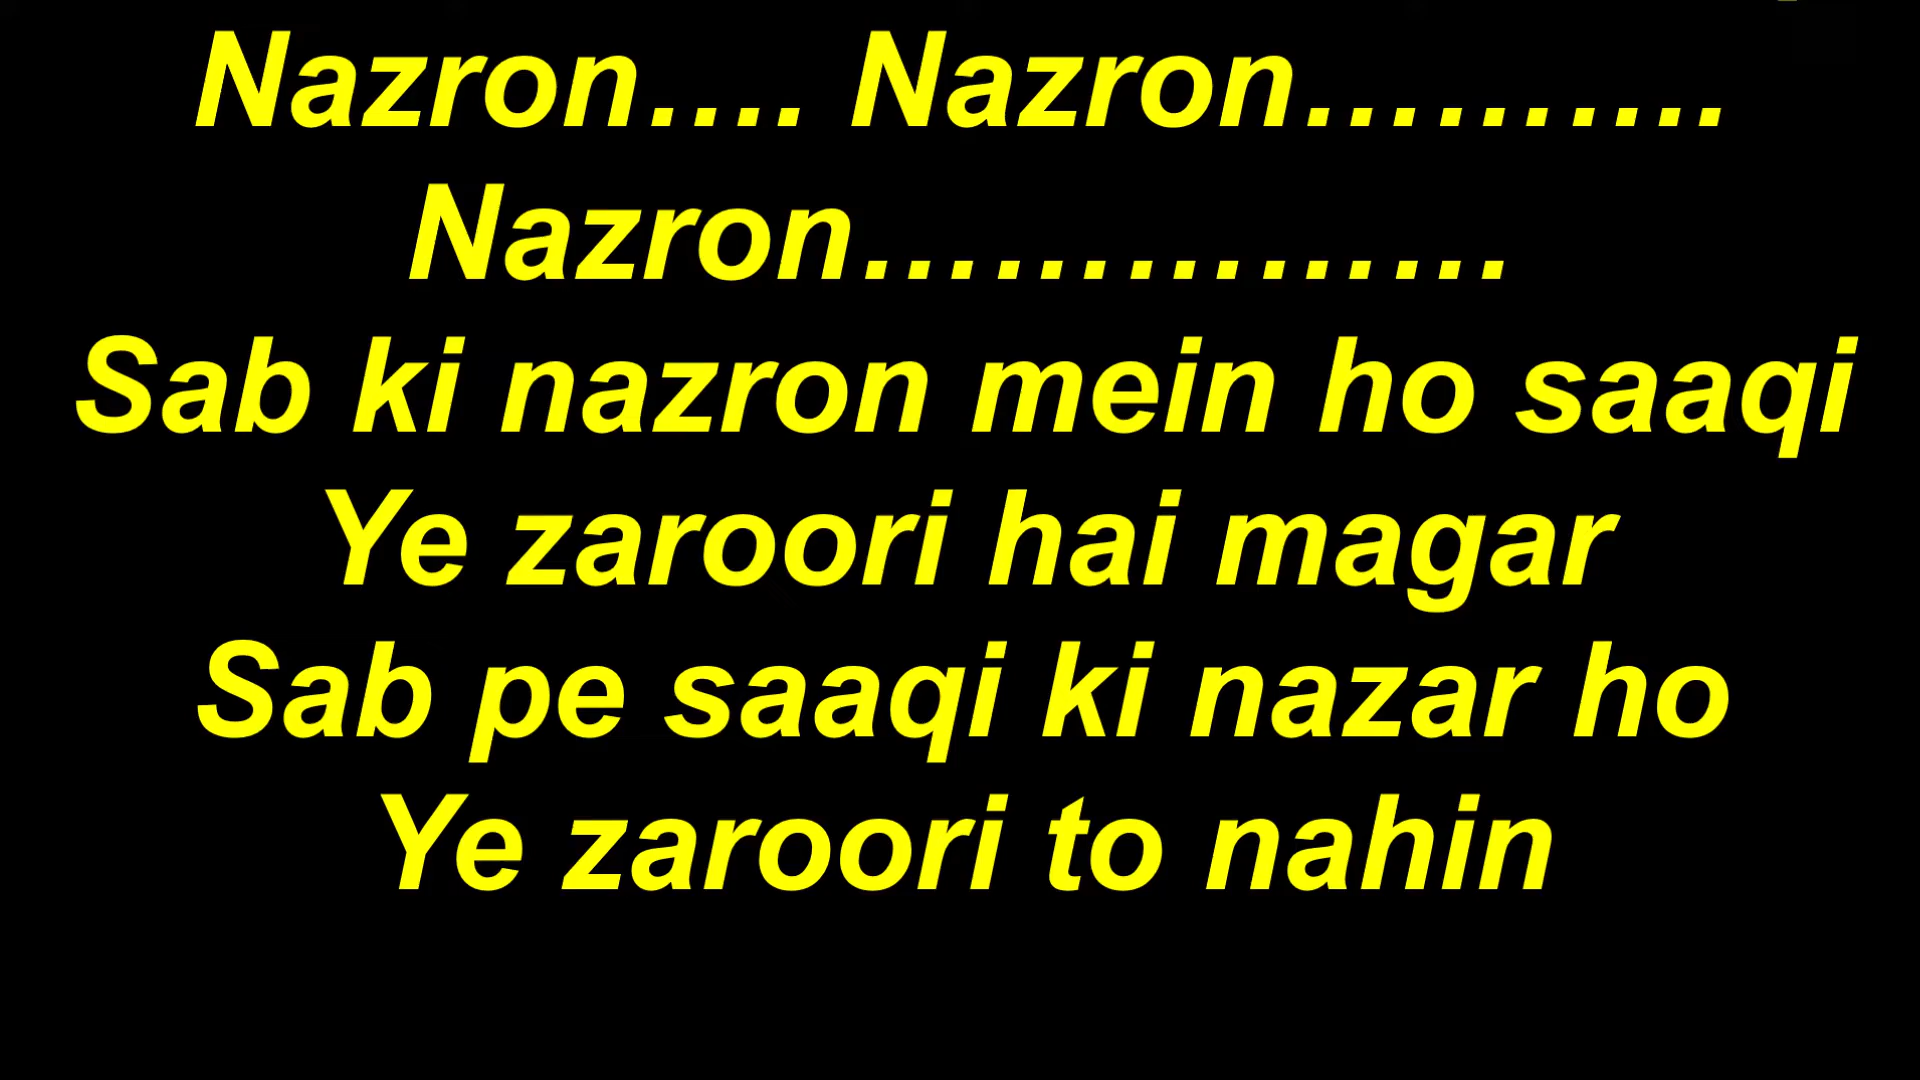 Nazron.... Nazron..........
Nazron...............
Sab ki nazron mein ho saaqi
Ye zaroori hai magar
Sab pe saaqi ki nazar ho
Ye zaroori to nahin